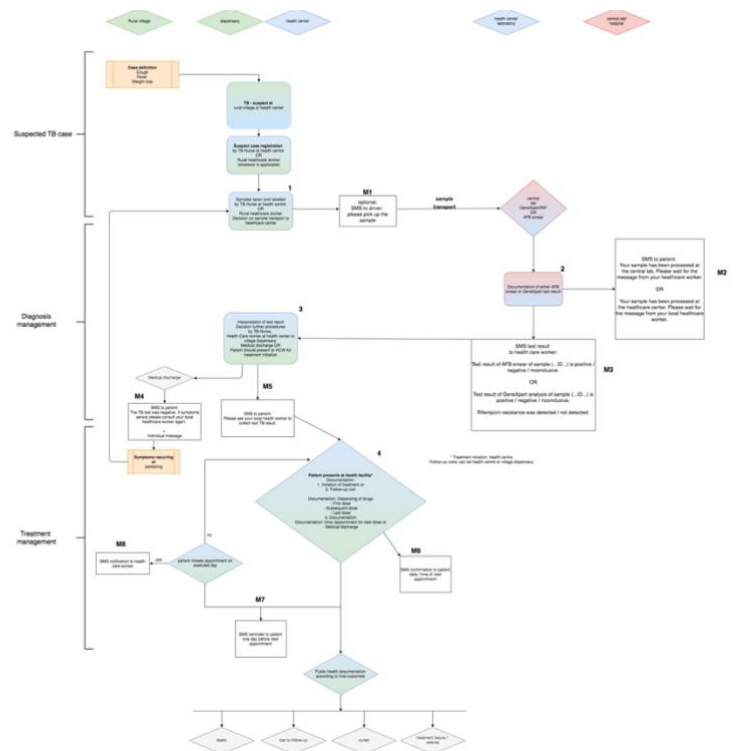 Rural village
dispensary
health center
health center
laboratory
central lab/
hospital
Case definition
Cough
Fever
Weight loss
TB - suspect at
rural village or health center
Suspected TB case
Suspect case registration
by TB Nurse at health centre
OR
Rural healthcare worker
(whatever is applicable)
1
Samples taken and labelled
by TB Nurse at health centre
OR
Rural healthcare worker
Decision on sample transport to
healthcare center
M1
optional:
SMS to driver:
please pick up the
sample
sample
transport
central
lab
GeneXpert
OR
AFB smear
2
Documentation of either AFB
smear or GeneXpert test result
SMS to patient:
Your sample has been processed at
the central lab. Please wait for the
message from your healthcare worker.
OR
Your sample has been processed at
the healthcare center. Please wait for
the message from your local healthcare
worker.
M2
Diagnosis
management
3
Interpretation of test result
Decision further procedures
by TB-Nurse
Health Care worker at health center or
village dispensary
Medical discharge OR
Patient should present to HCW for
treatment initiation
SMS test result
to health care worker:
Test result of AFB smear of sample (...ID...) is positive /
negative / inconclusive.
OR
Test result of GeneXpert analysis of sample (...ID...) is
positive / negative / inconclusive.
Rifampicin resistance was detected / not detected.
M3
Medical discharge
M4
SMS to patient:
The TB test was negative. If symptoms
persist please consult your local
healthcare worker again.
+
Individual message
M5
SMS to patient:
Please see your local health worker to
collect test TB result
Symptoms recurring
or
persisting
4
Patient presents at health facility*
Documentation:
1. Initiation of treatment or
2. Follow-up visit
Documentation: Dispensing of drugs:
- First dose
- Subsequent dose
- Last dose
3. Documentation
Documentation: time appointment for next dose or
- Medical discharge
* Treatment initiation: health centre
Follow-up visits: can be health centre or village dispensary
Treatment
management
no
M8
SMS notification to health
care worker
yes
patient misses appointment on
expected day
M6
SMS confirmation to patient
date / time of next
appointment
M7
SMS reminder to patient
one day before next
appointment
Public health documentation
according to final outcomes
death
lost to follow-up
cured
treatment failure /
referral